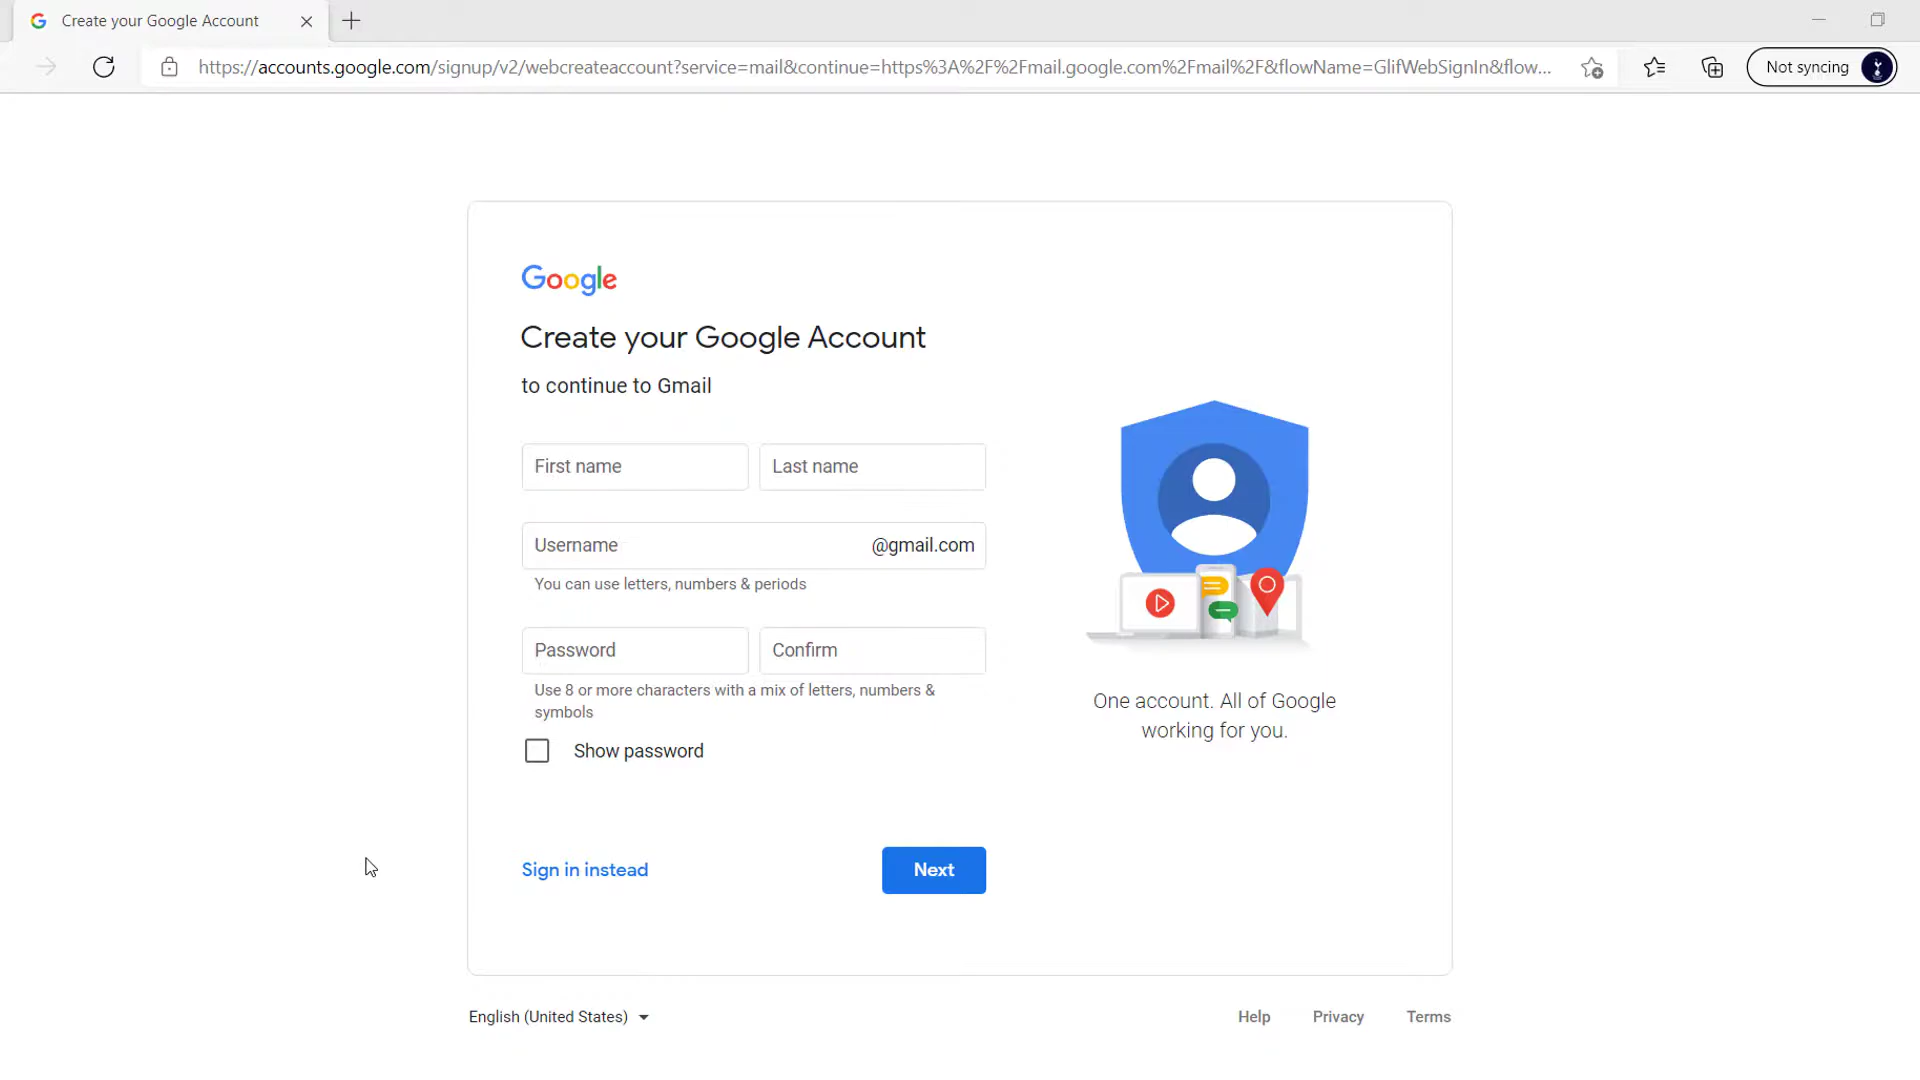 Create your Google Account
https://accounts.google.com/signup/v2/webcreateaccount?service=mail&continue=https%3A%2F%2Fmail.google.com%2Fmail%2F&flowName=GlifWebSignIn&flow...
Not syncing
Google
Create your Google Account
to continue to Gmail
First name
Last name
Username
@gmail.com
You can use letters, numbers & periods
Password
Confirm
Use 8 or more characters with a mix of letters, numbers &
symbols
Show password
One account. All of Google
working for you.
Sign in instead
Next
English (United States)
Help
Privacy
Terms